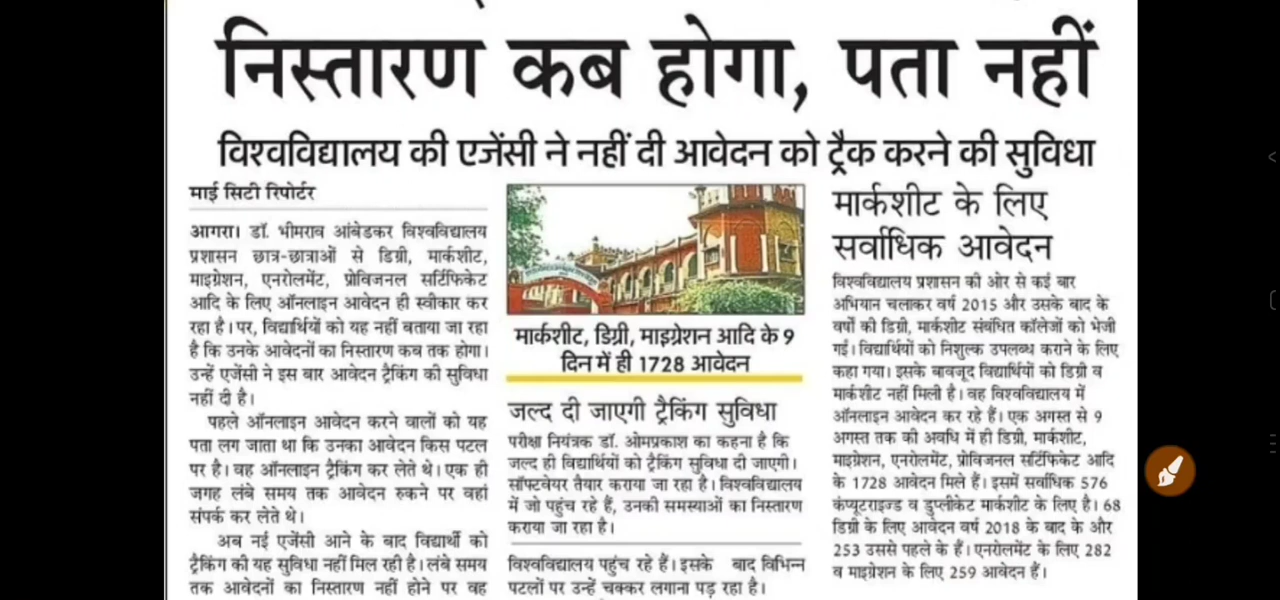 निस्तारण कब होगा, पता नहीं
विश्वविद्यालय की एजेंसी ने नहीं दी आवेदन को ट्रैक करने की सुविधा
माई सिटी रिपोर्टर
आगरा। डॉ. भीमराव आंबेडकर विश्वविद्यालय
प्रशासन छात्र-छात्राओं से डिग्री, मार्कशीट,
माइग्रेशन, एनरोलमेंट, प्रोविजनल सर्टिफिकेट
आदि के लिए ऑनलाइन आवेदन ही स्वीकार कर
रहा है। पर, विद्यार्थियों को यह नहीं बताया जा रहा
है कि उनके आवेदनों का निस्तारण कब तक होगा।
उन्हें एजेंसी ने इस बार आवेदन ट्रैकिंग की सुविधा
नहीं दी है।
पहले ऑनलाइन आवेदन करने वालों को यह
पता लग जाता था कि उनका आवेदन किस पटल
पर है। वह ऑनलाइन ट्रैकिंग कर लेते थे। एक ही
जगह लंबे समय तक आवेदन रुकने पर वहां
संपर्क कर लेते थे।
अब नई एजेंसी आने के बाद विद्यार्थी को
ट्रैकिंग की यह सुविधा नहीं मिल रही है। लंबे समय
तक आवेदनों का निस्तारण नहीं होने पर वह
मार्कशीट, डिग्री, माइग्रेशन आदि के 9
दिन में ही 1728 आवेदन
जल्द दी जाएगी ट्रैकिंग सुविधा
परीक्षा नियंत्रक डॉ. ओमप्रकाश का कहना है कि
जल्द ही विद्यार्थियों को ट्रैकिंग सुविधा दी जाएगी।
सॉफ्टवेयर तैयार कराया जा रहा है। विश्वविद्यालय
में जो पहुंच रहे हैं, उनकी समस्याओं का निस्तारण
कराया जा रहा है।
विश्वविद्यालय पहुंच रहे हैं। इसके बाद विभिन्न
पटलों पर उन्हें चक्कर लगाना पड़ रहा है।
मार्कशीट के लिए
सर्वाधिक आवेदन
विश्वविद्यालय प्रशासन की ओर से कई बार
अभियान चलाकर वर्ष 2015 और उसके बाद के
वर्षों की डिग्री, मार्कशीट संबंधित कॉलेजों को भेजी
गईं। विद्यार्थियों को निशुल्क उपलब्ध कराने के लिए
कहा गया। इसके बावजूद विद्यार्थियों को डिग्री व
मार्कशीट नहीं मिली है। वह विश्वविद्यालय में
ऑनलाइन आवेदन कर रहे हैं। एक अगस्त से 9
अगस्त तक की अवधि में ही डिग्री, मार्कशीट,
माइग्रेशन, एनरोलमेंट, प्रोविजनल सर्टिफिकेट आदि
के 1728 आवेदन मिले हैं। इसमें सर्वाधिक 576
कंप्यूटराइज्ड व डुप्लीकेट मार्कशीट के लिए है। 68
डिग्री के लिए आवेदन वर्ष 2018 के बाद के और
253 उससे पहले के हैं। एनरोलमेंट के लिए 282
व माइग्रेशन के लिए 259 आवेदन हैं।